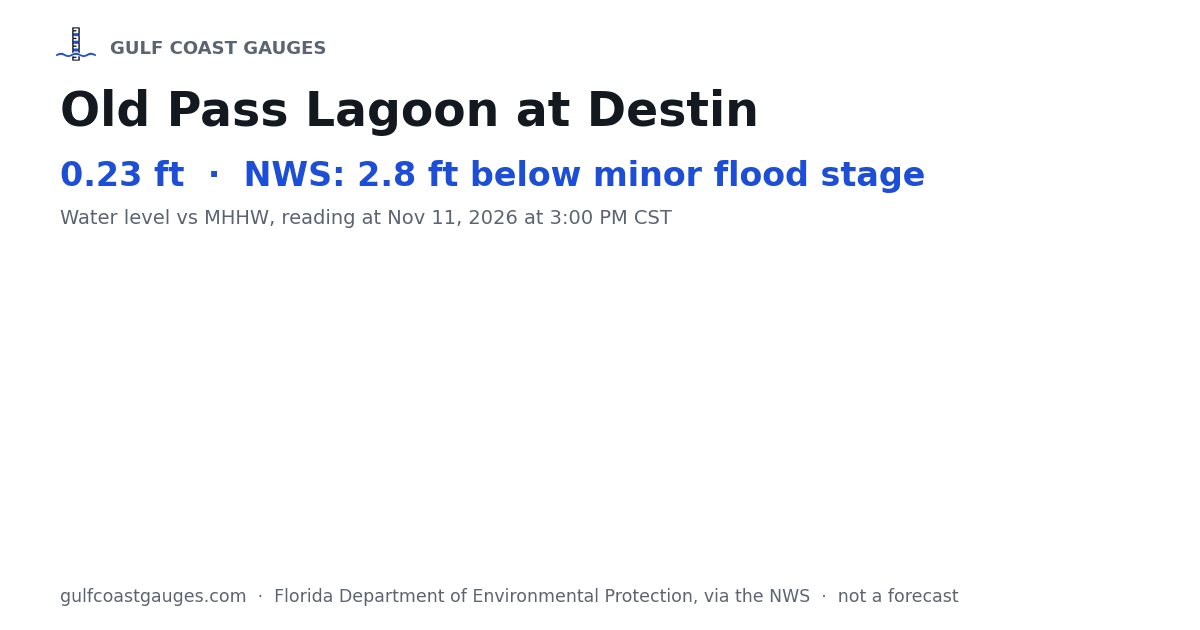 GULF COAST GAUGES
Old Pass Lagoon at Destin
0.23 ft · NWS: 2.8 ft below minor flood stage
Water level vs MHHW, reading at Nov 11, 2026 at 3:00 PM CST
gulfcoastgauges.com · Florida Department of Environmental Protection, via the NWS · not a forecast